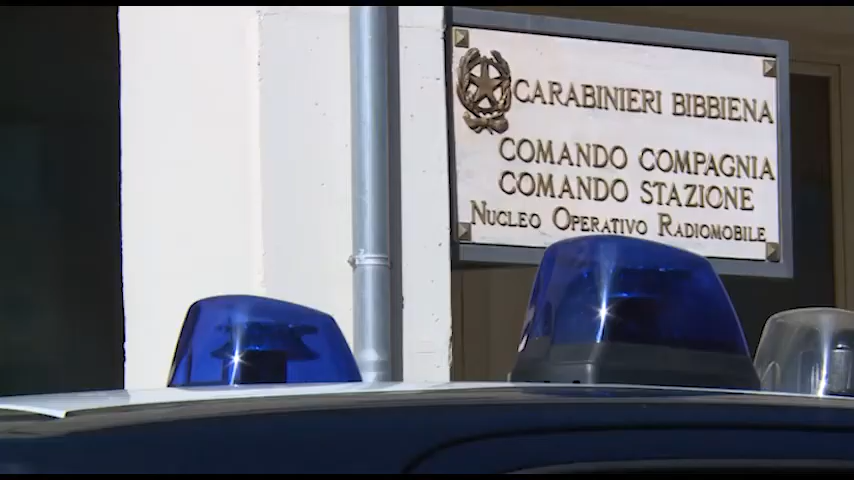 CARABINIERI BIBBIENA
COMANDO COMPAGNIA
COMANDO STAZIONE
NUCLEO OPERATIVO RADIOMOBILE